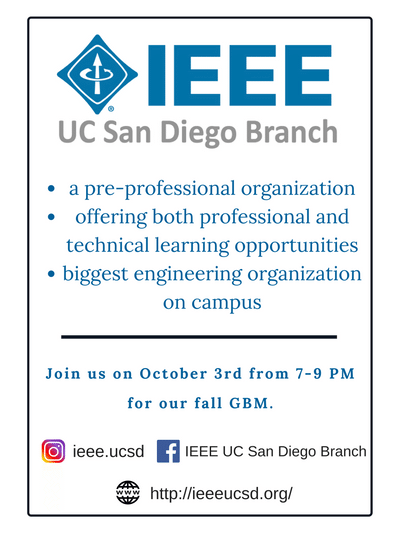 IEEE
®
UC San Diego Branch
• a pre-professional organization
• offering both professional and
technical learning opportunities
• biggest engineering organization
on campus
Join us on October 3rd from 7-9 PM
for our fall GBM.
ieee.ucsd IEEE UC San Diego Branch
www http://ieeeucsd.org/